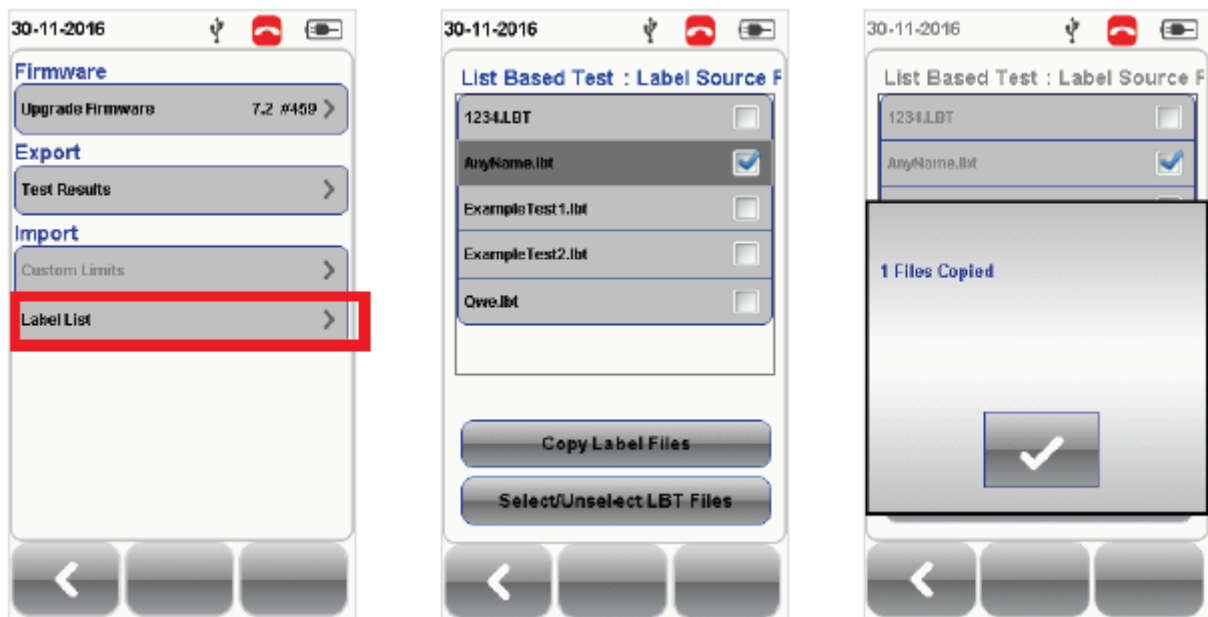 30-11-2016
Firmware
Upgrade Firmware 7.2 #459
Export
Test Results
Import
Custom Limits
Label List
30-11-2016
List Based Test : Label Source F
1234.LBT
AnyName.lbt
ExampleTest1.lbt
ExampleTest2.lbt
Qwe.lbt
Copy Label Files
Select/Unselect LBT Files
30-11-2016
List Based Test : Label Source F
1234.LBT
AnyName.lbt
1 Files Copied